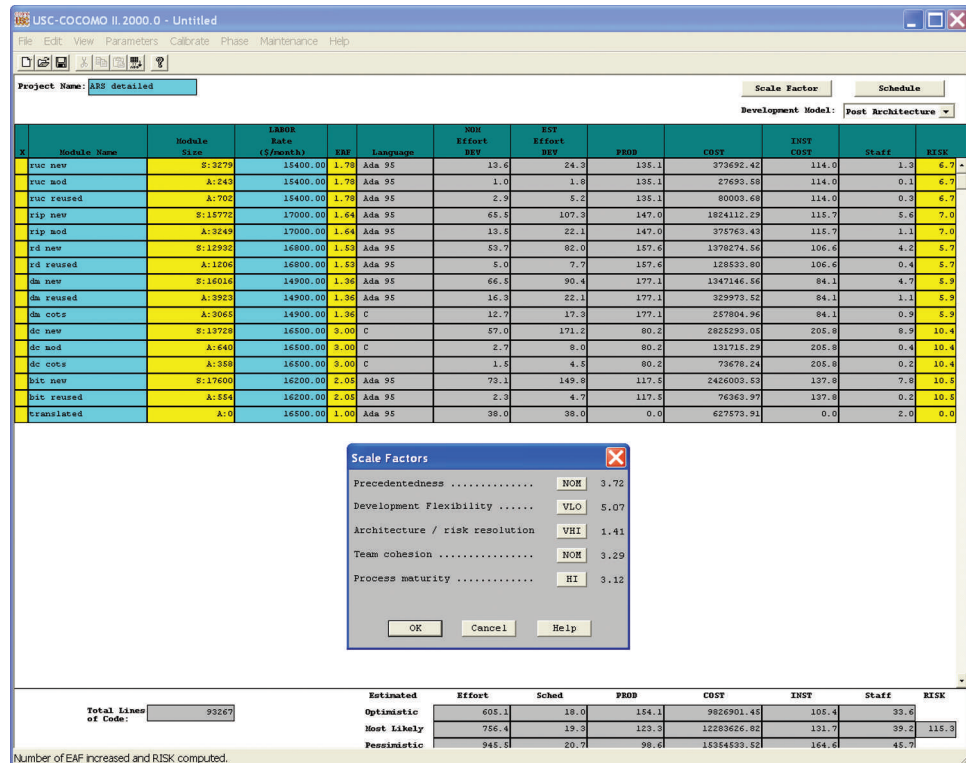 USC-COCOMO II.2000.0 - Untitled
File Edit View Parameters Calibrate Phase Maintenance Help
Project Name: ARS detailed
Scale Factor Schedule
Development Model: Post Architecture
X Module Name Module Size LABOR Rate ($/month) EAF Language NOM Effort DEV EST Effort DEV PROD COST INST COST Staff RISK
ruc new S:3279 15400.00 1.78 Ada 95 13.6 24.3 135.1 373692.42 114.0 1.3 6.7
ruc mod A:243 15400.00 1.78 Ada 95 1.0 1.8 135.1 27693.58 114.0 0.1 6.7
ruc reused A:702 15400.00 1.78 Ada 95 2.9 5.2 135.1 80003.68 114.0 0.3 6.7
rip new S:15772 17000.00 1.64 Ada 95 65.5 107.3 147.0 1824112.29 115.7 5.6 7.0
rip mod A:3249 17000.00 1.64 Ada 95 13.5 22.1 147.0 375763.43 115.7 1.1 7.0
rd new S:12932 16800.00 1.53 Ada 95 53.7 82.0 157.6 1378274.56 106.6 4.2 5.7
rd reused A:1206 16800.00 1.53 Ada 95 5.0 7.7 157.6 128533.80 106.6 0.4 5.7
dm new S:16016 14900.00 1.36 Ada 95 66.5 90.4 177.1 1347146.56 84.1 4.7 5.9
dm reused A:3923 14900.00 1.36 Ada 95 16.3 22.1 177.1 329973.52 84.1 1.1 5.9
dm cots A:3065 14900.00 1.36 C 12.7 17.3 177.1 257804.96 84.1 0.9 5.9
dc new S:13728 16500.00 3.00 C 57.0 171.2 80.2 2825293.05 205.8 8.9 10.4
dc mod A:640 16500.00 3.00 C 2.7 8.0 80.2 131715.29 205.8 0.4 10.4
dc cots A:358 16500.00 3.00 C 1.5 4.5 80.2 73678.24 205.8 0.2 10.4
bit new S:17600 16200.00 2.05 Ada 95 73.1 149.8 117.5 2426003.53 137.8 7.8 10.5
bit reused A:554 16200.00 2.05 Ada 95 2.3 4.7 117.5 76363.97 137.8 0.2 10.5
translated A:0 16500.00 1.00 Ada 95 38.0 38.0 0.0 627573.91 0.0 2.0 0.0
Scale Factors
Precedentedness .............. NOM 3.72
Development Flexibility ...... VLO 5.07
Architecture / risk resolution VHI 1.41
Team cohesion ................ NOM 3.29
Process maturity ............. HI 3.12
OK Cancel Help
Estimated Effort Sched PROD COST INST Staff RISK
Total Lines of Code: 93267
Optimistic 605.1 18.0 154.1 9826901.45 105.4 33.6
Most Likely 756.4 19.3 123.3 12283626.82 131.7 39.2 115.3
Pessimistic 945.5 20.7 98.6 15354533.52 164.6 45.7
Number of EAF increased and RISK computed.